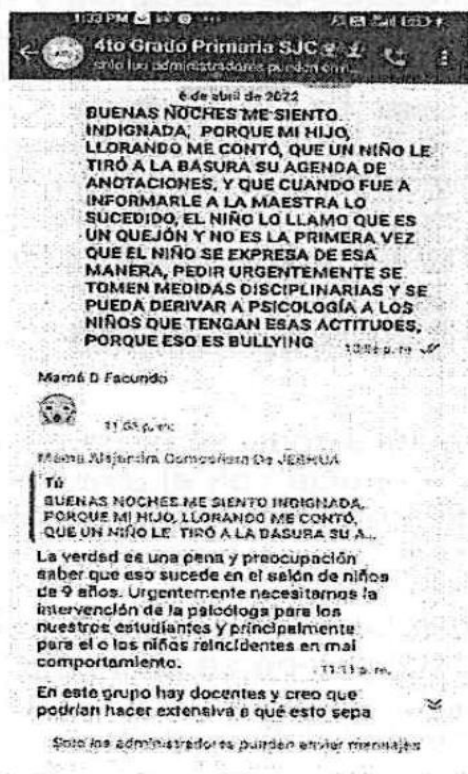 1:33 PM
4to Grado Primaria SJC
solo los administradores pueden en
6 de abril de 2022
BUENAS NOCHES ME SIENTO
INDIGNADA, PORQUE MI HIJO,
LLORANDO ME CONTÓ, QUE UN NIÑO LE
TIRÓ A LA BASURA SU AGENDA DE
ANOTACIONES, Y QUE CUANDO FUE A
INFORMARLE A LA MAESTRA LO
SUCEDIDO, EL NIÑO LO LLAMO QUE ES
UN QUEJÓN Y NO ES LA PRIMERA VEZ
QUE EL NIÑO SE EXPRESA DE ESA
MANERA, PEDIR URGENTEMENTE SE
TOMEN MEDIDAS DISCIPLINARIAS Y SE
PUEDA DERIVAR A PSICOLOGÍA A LOS
NIÑOS QUE TENGAN ESAS ACTITUDES,
PORQUE ESO ES BULLYING
p. m.
Mamá D Facundo
p. m.
Mamá Alejandra De
Tú
BUENAS NOCHES ME SIENTO INDIGNADA,
PORQUE MI HIJO, LLORANDO ME CONTÓ,
QUE UN NIÑO LE TIRÓ A LA BASURA SU A...
La verdad es una pena y preocupación
saber que eso sucede en el salón de niños
de 9 años. Urgentemente necesitamos la
intervención de la psicóloga para los
nuestros estudiantes y principalmente
para el o los niños reincidentes en mal
comportamiento.
p. m.
En este grupo hay docentes y creo que
podrían hacer extensiva a qué esto sepa
Solo los administradores pueden enviar mensajes